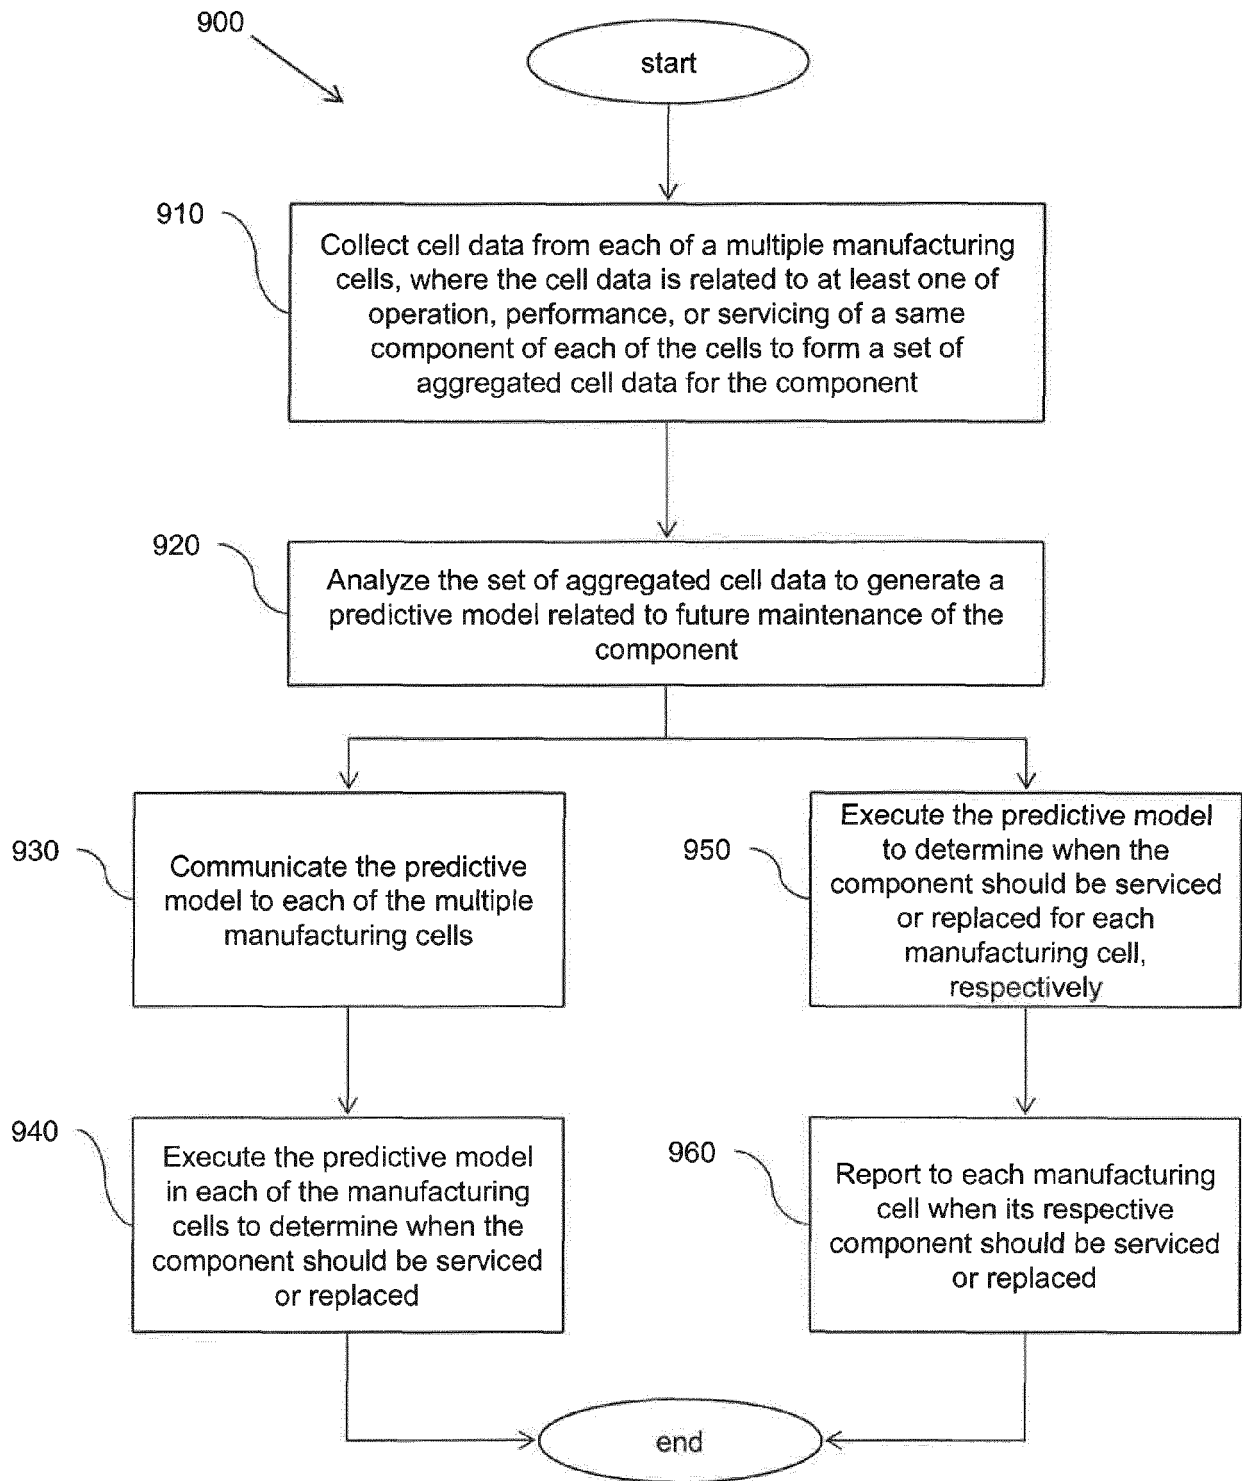 900
start
910
Collect cell data from each of a multiple manufacturing
cells, where the cell data is related to at least one of
operation, performance, or servicing of a same
component of each of the cells to form a set of
aggregated cell data for the component
920
Analyze the set of aggregated cell data to generate a
predictive model related to future maintenance of the
component
930
Communicate the predictive
model to each of the multiple
manufacturing cells
950
Execute the predictive model
to determine when the
component should be serviced
or replaced for each
manufacturing cell,
respectively
940
Execute the predictive model
in each of the manufacturing
cells to determine when the
component should be serviced
or replaced
960
Report to each manufacturing
cell when its respective
component should be serviced
or replaced
end